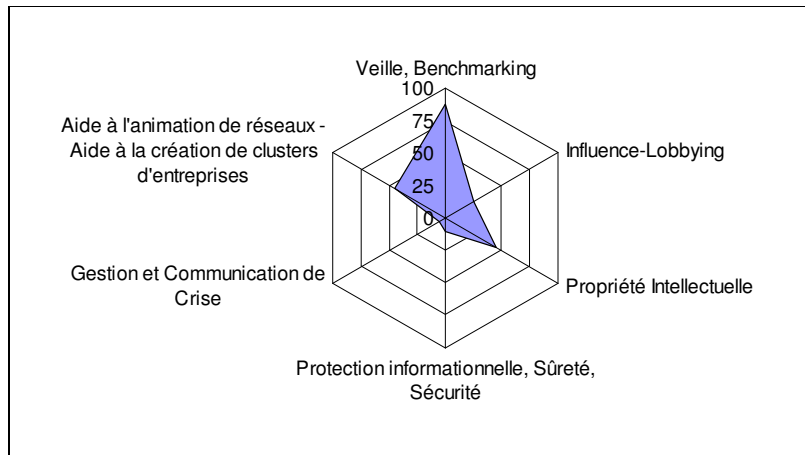 Veille, Benchmarking
100
75
50
25
0
Aide à l'animation de réseaux -
Aide à la création de clusters
d'entreprises
Influence-Lobbying
Gestion et Communication de
Crise
Propriété Intellectuelle
Protection informationnelle, Sûreté,
Sécurité